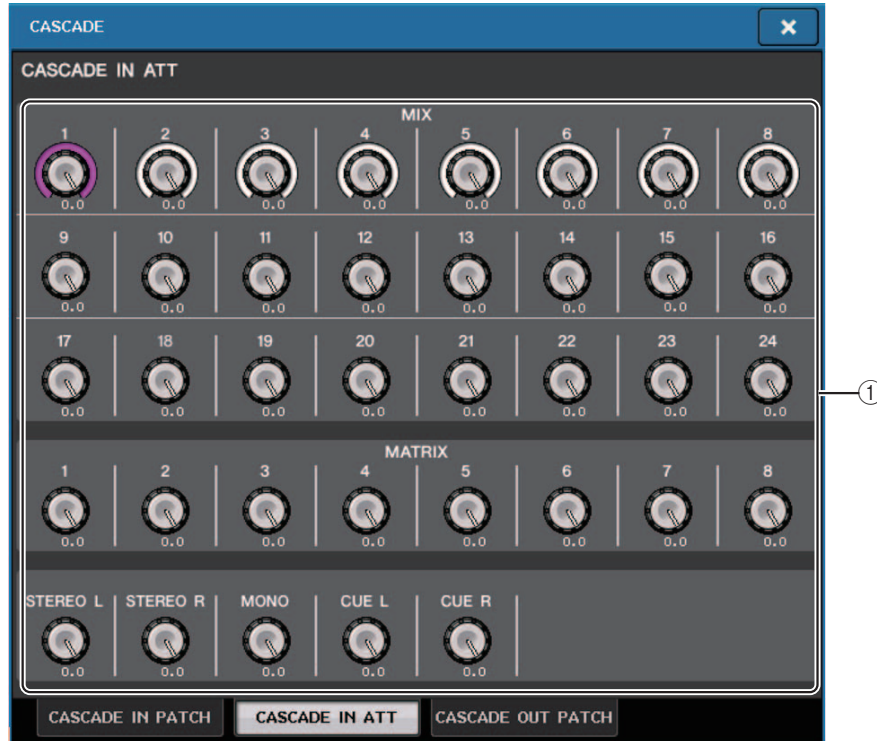 CASCADE
CASCADE IN ATT
MIX
1 2 3 4 5 6 7 8
0.0 0.0 0.0 0.0 0.0 0.0 0.0 0.0
9 10 11 12 13 14 15 16
0.0 0.0 0.0 0.0 0.0 0.0 0.0 0.0
17 18 19 20 21 22 23 24
0.0 0.0 0.0 0.0 0.0 0.0 0.0 0.0
①
MATRIX
1 2 3 4 5 6 7 8
0.0 0.0 0.0 0.0 0.0 0.0 0.0 0.0
STEREO L STEREO R MONO CUE L CUE R
0.0 0.0 0.0 0.0 0.0
CASCADE IN PATCH CASCADE IN ATT CASCADE OUT PATCH